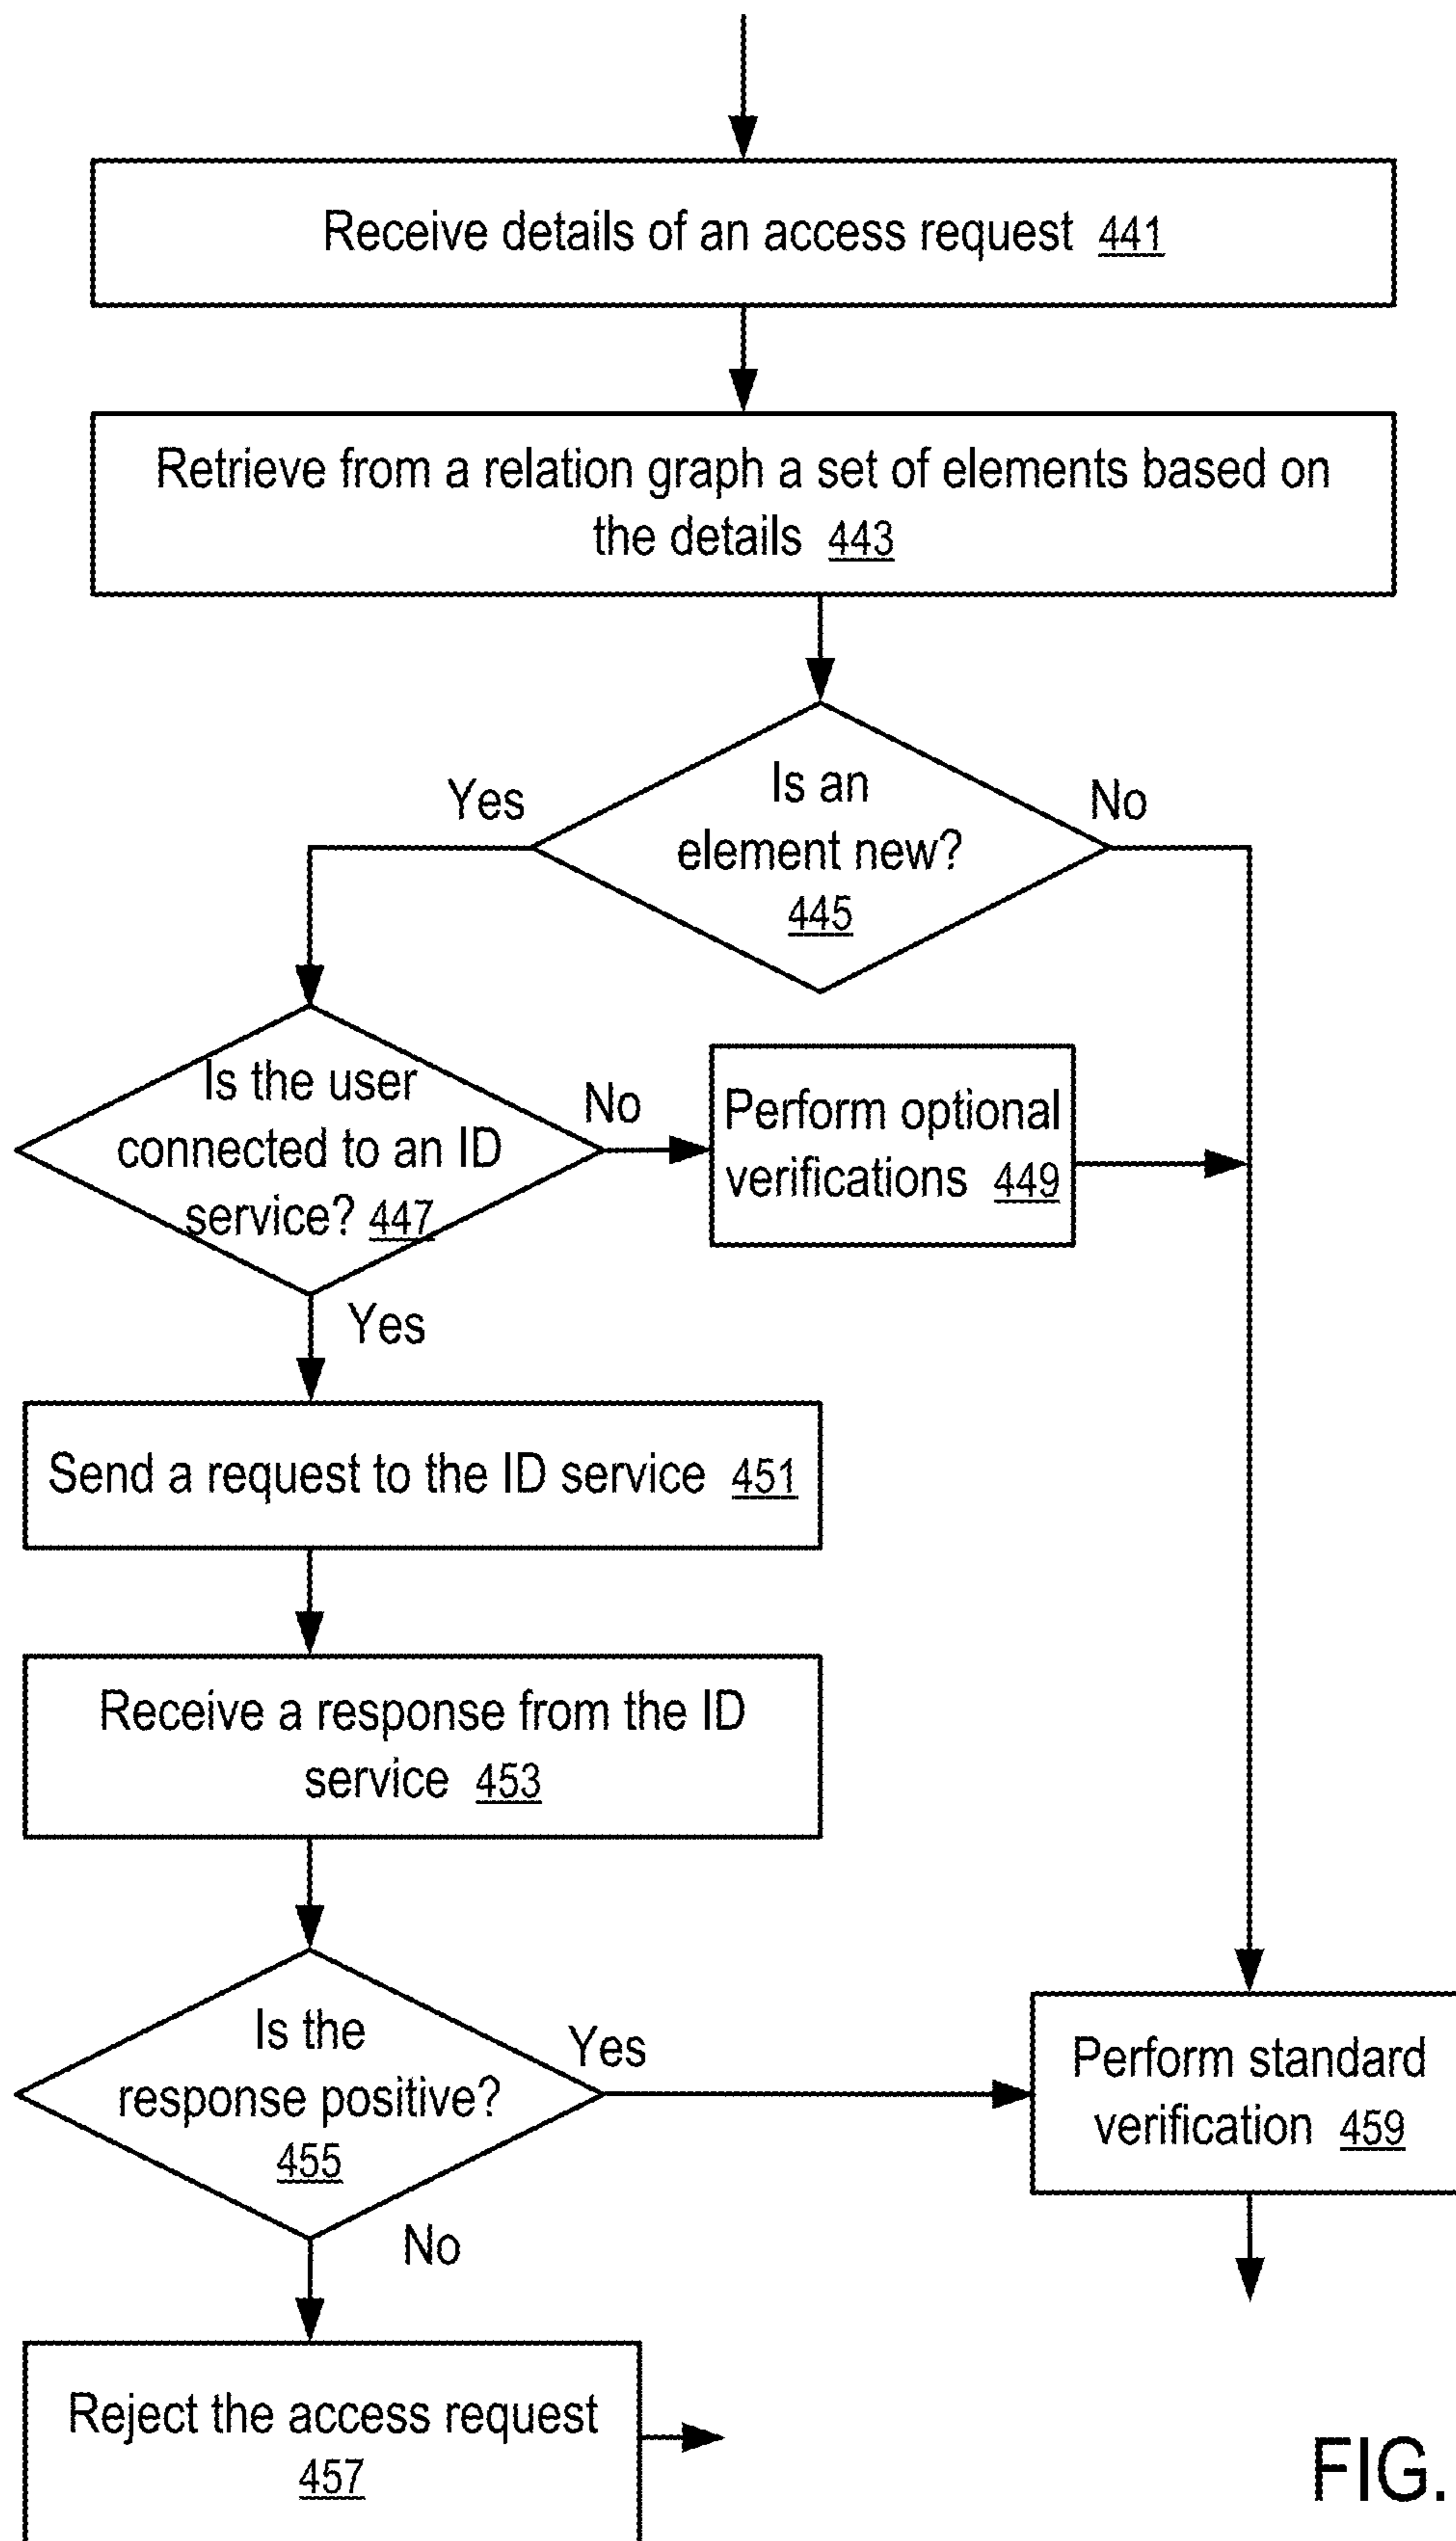 Receive details of an access request 441
Retrieve from a relation graph a set of elements based on
the details 443
Is an
element new?
445
Yes
No
Is the user
connected to an ID
service? 447
No
Perform optional
verifications 449
Yes
Send a request to the ID service 451
Receive a response from the ID
service 453
Is the
response positive?
455
Yes
Perform standard
verification 459
No
Reject the access request
457
FIG.